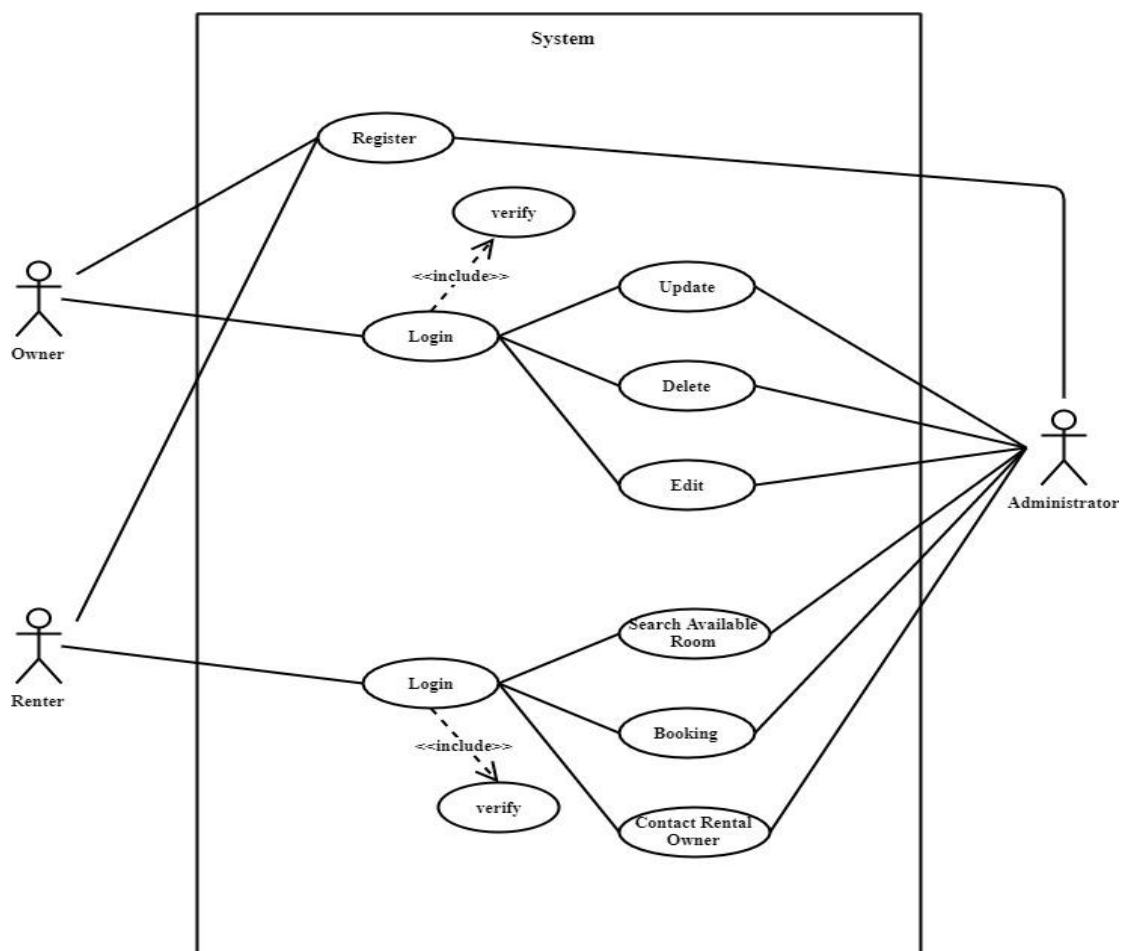 System
Register
verify
<<include>>
Update
Login
Owner
Delete
Edit
Administrator
Search Available
Room
Login
Renter
Booking
<<include>>
verify
Contact Rental
Owner